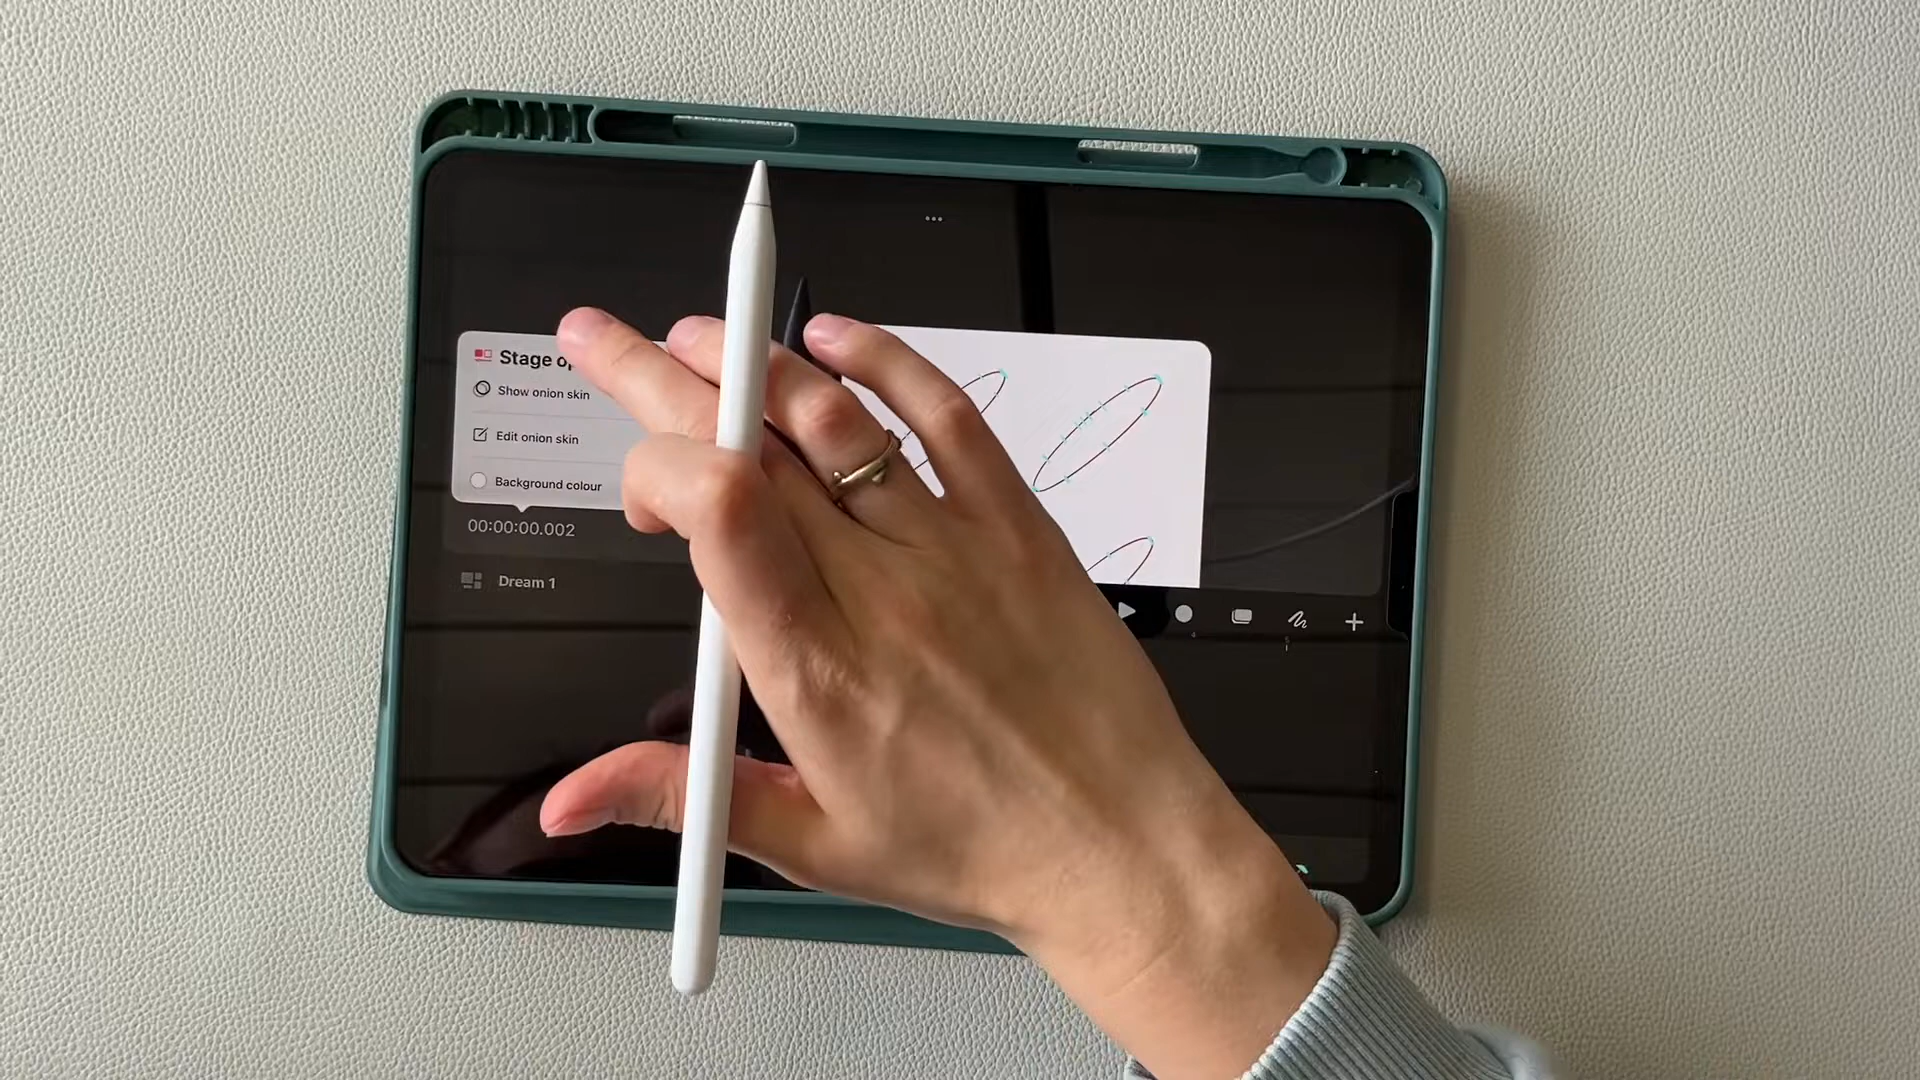 Stage
Show onion skin
Edit onion skin
Background colour
00:00:00.002
Dream 1